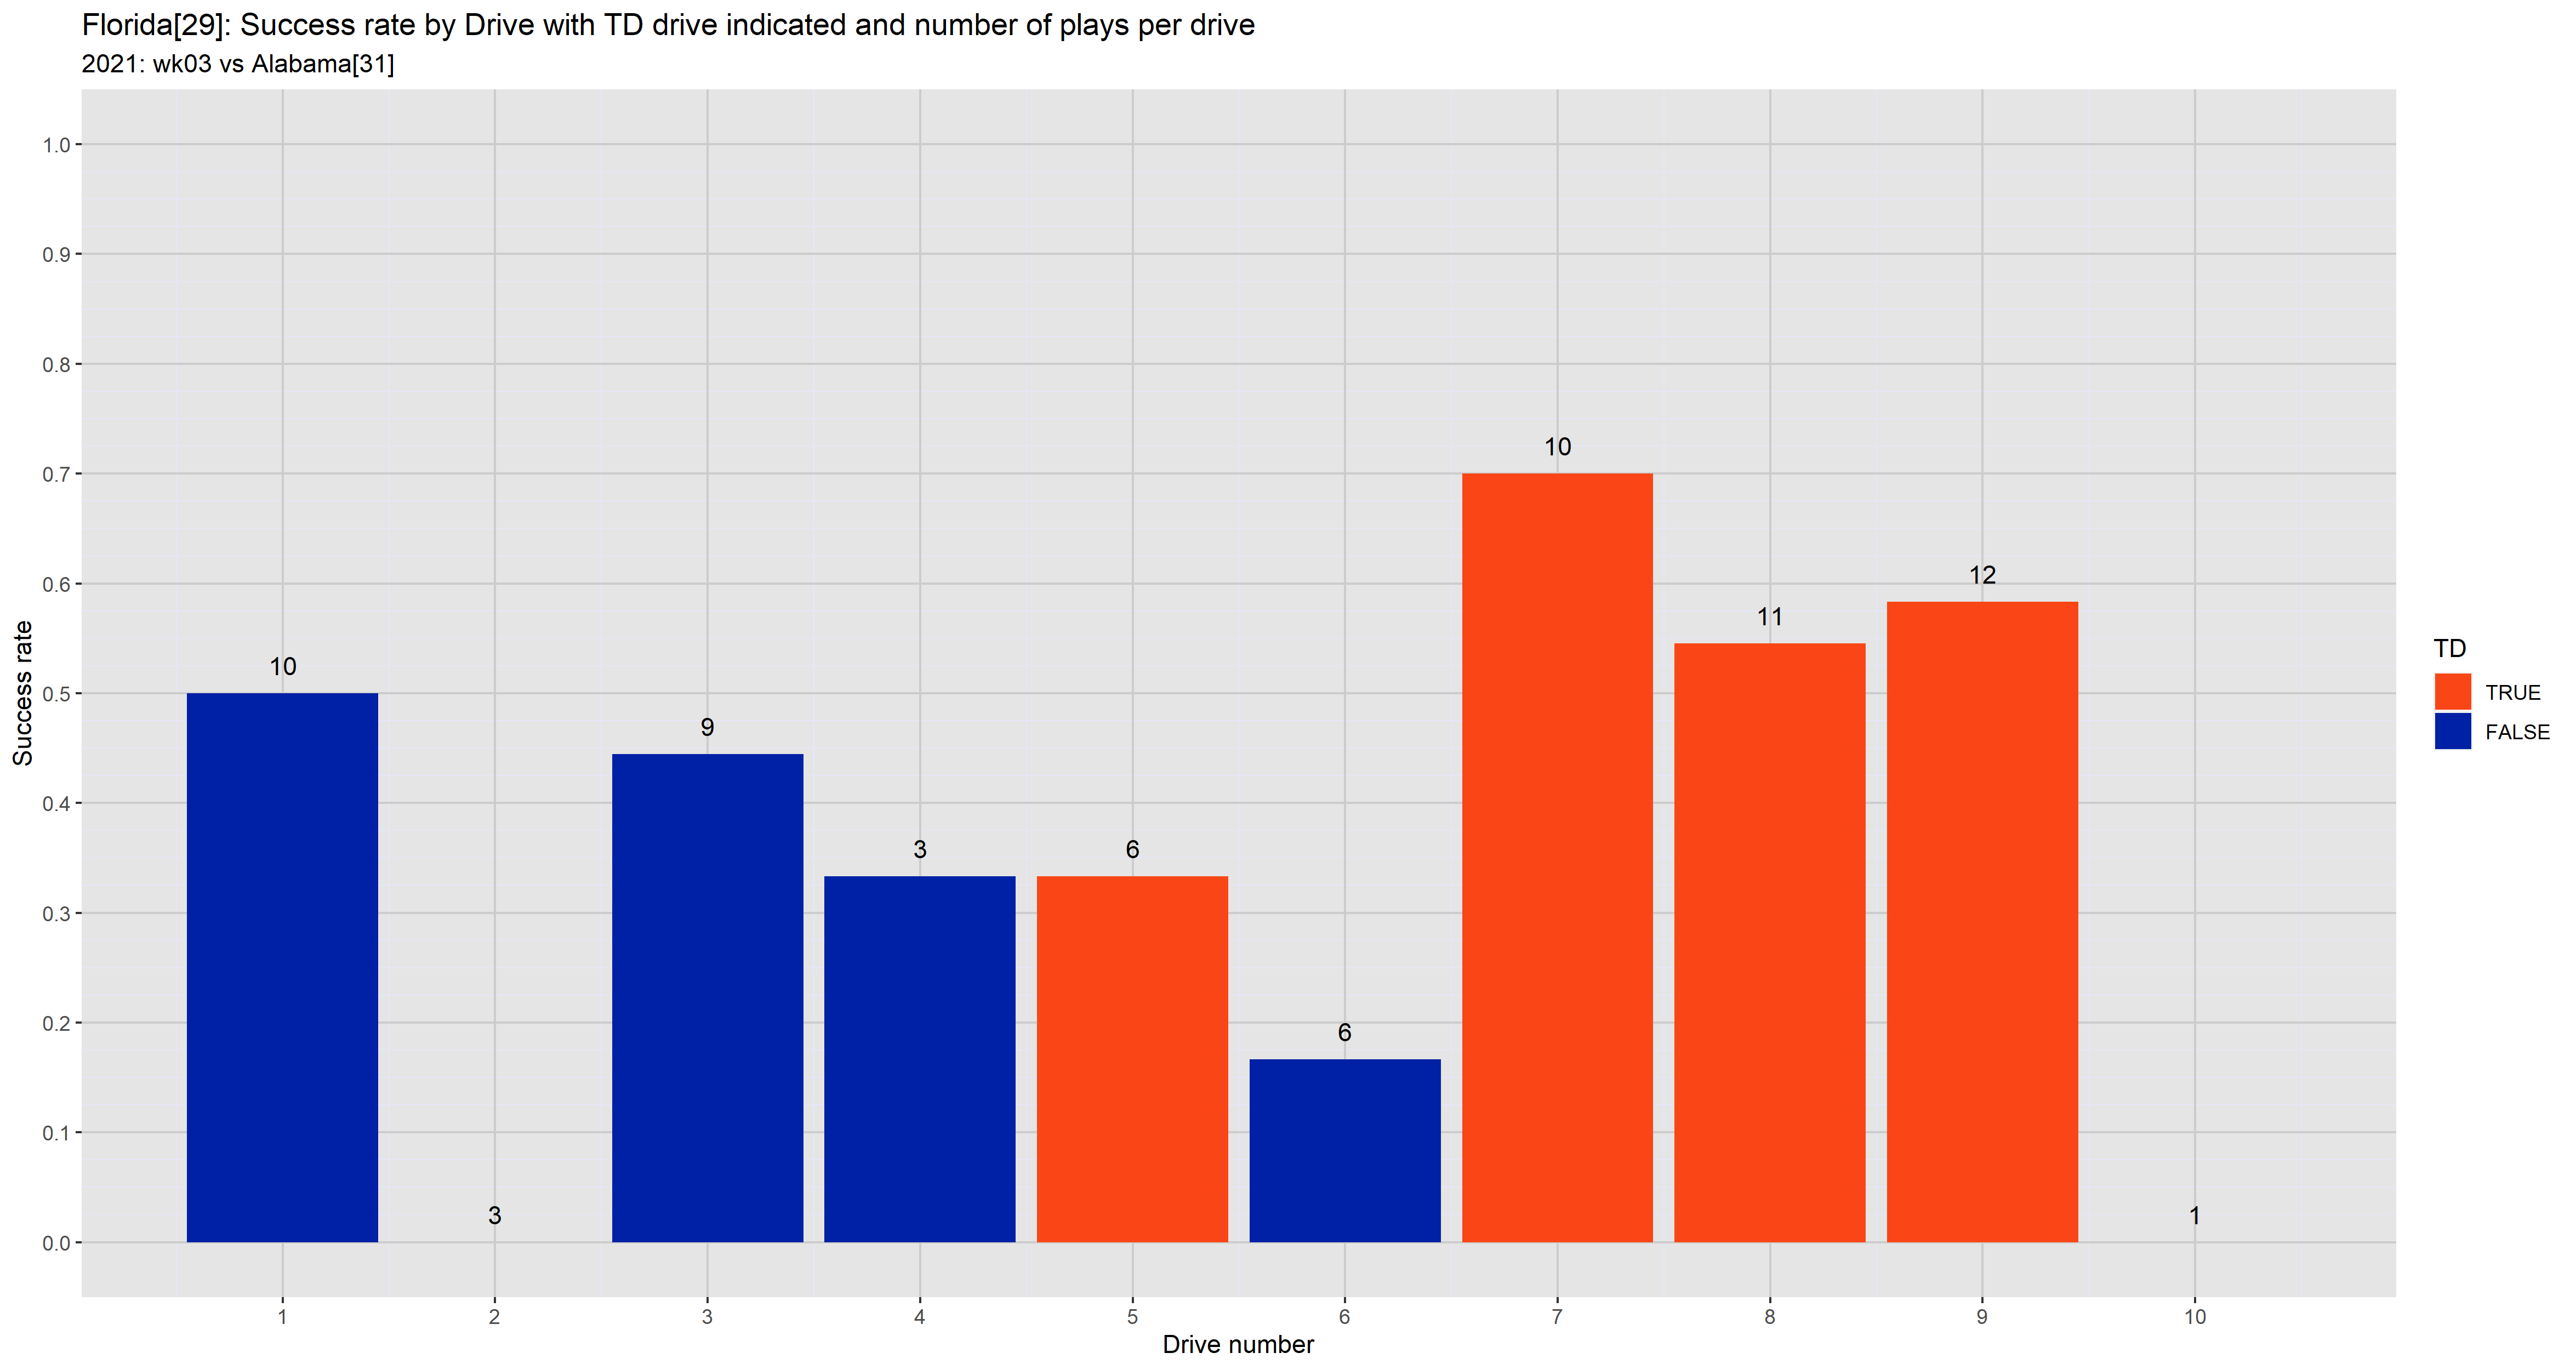 Florida[29]: Success rate by Drive with TD drive indicated and number of plays per drive
2021: wk03 vs Alabama[31]
1.0
0.9
0.8
0.7
0.6
0.5
0.4
0.3
0.2
0.1
0.0
Success rate
10
3
9
3
6
6
10
11
12
1
1 2 3 4 5 6 7 8 9 10
Drive number
TD
TRUE
FALSE